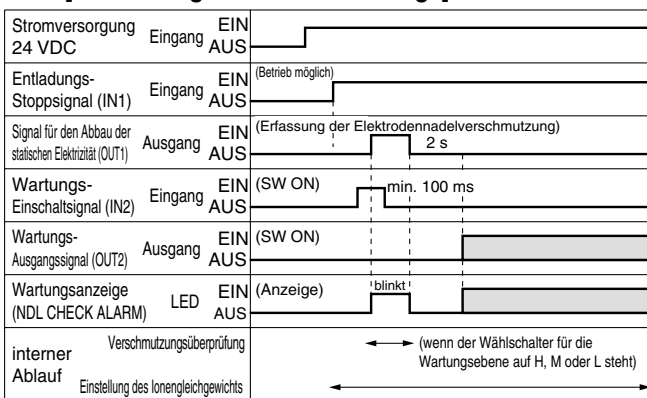 Stromversorgung
24 VDC
Eingang
EIN
AUS
Entladungs-
Stoppsignal (IN1)
Eingang
EIN
AUS
(Betrieb möglich)
Signal für den Abbau der
statischen Elektrizität (OUT1)
Ausgang
EIN
AUS
(Erfassung der Elektrodennadelverschmutzung)
2 s
Wartungs-
Einschaltsignal (IN2)
Eingang
EIN
AUS
(SW ON)
min. 100 ms
Wartungs-
Ausgangssignal (OUT2)
Ausgang
EIN
AUS
(SW ON)
Wartungsanzeige
(NDL CHECK ALARM)
LED
EIN
AUS
(Anzeige)
blinkt
interner
Ablauf
Verschmutzungsüberprüfung
(wenn der Wählschalter für die
Wartungsebene auf H, M oder L steht)
Einstellung des Ionengleichgewichts